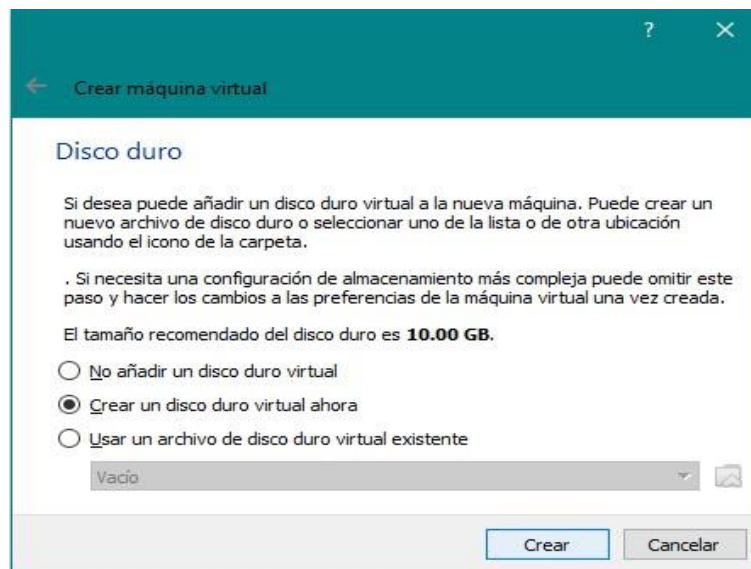 ?
Crear máquina virtual
Disco duro
Si desea puede añadir un disco duro virtual a la nueva máquina. Puede crear un
nuevo archivo de disco duro o seleccionar uno de la lista o de otra ubicación
usando el icono de la carpeta.
. Si necesita una configuración de almacenamiento más compleja puede omitir este
paso y hacer los cambios a las preferencias de la máquina virtual una vez creada.
El tamaño recomendado del disco duro es 10.00 GB.
No añadir un disco duro virtual
Crear un disco duro virtual ahora
Usar un archivo de disco duro virtual existente
Vacío
Crear Cancelar